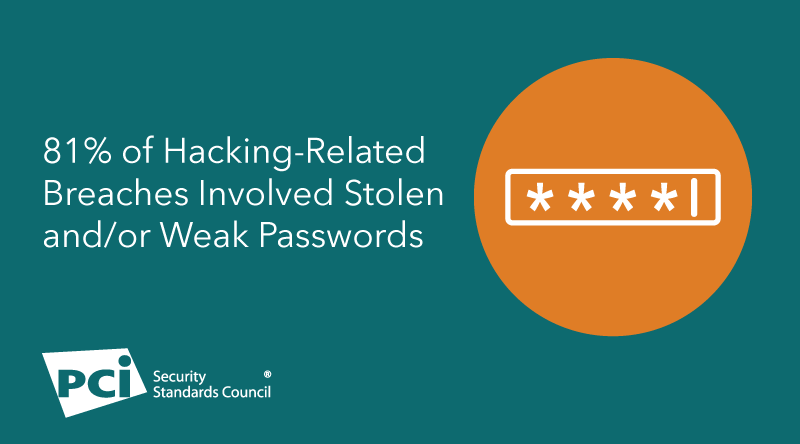 81% of Hacking-Related
Breaches Involved Stolen
and/or Weak Passwords
****|
PCi Security ®
Standards Council